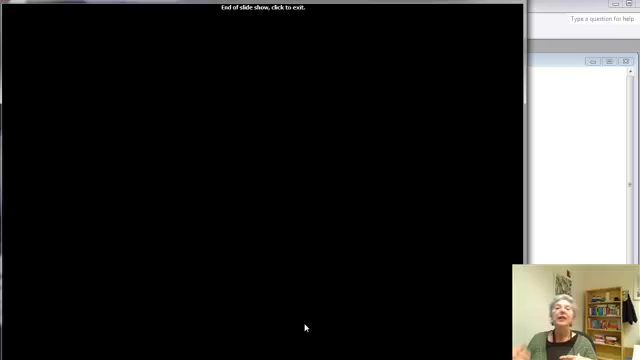 End of slide show, click to exit.
Type a question for help